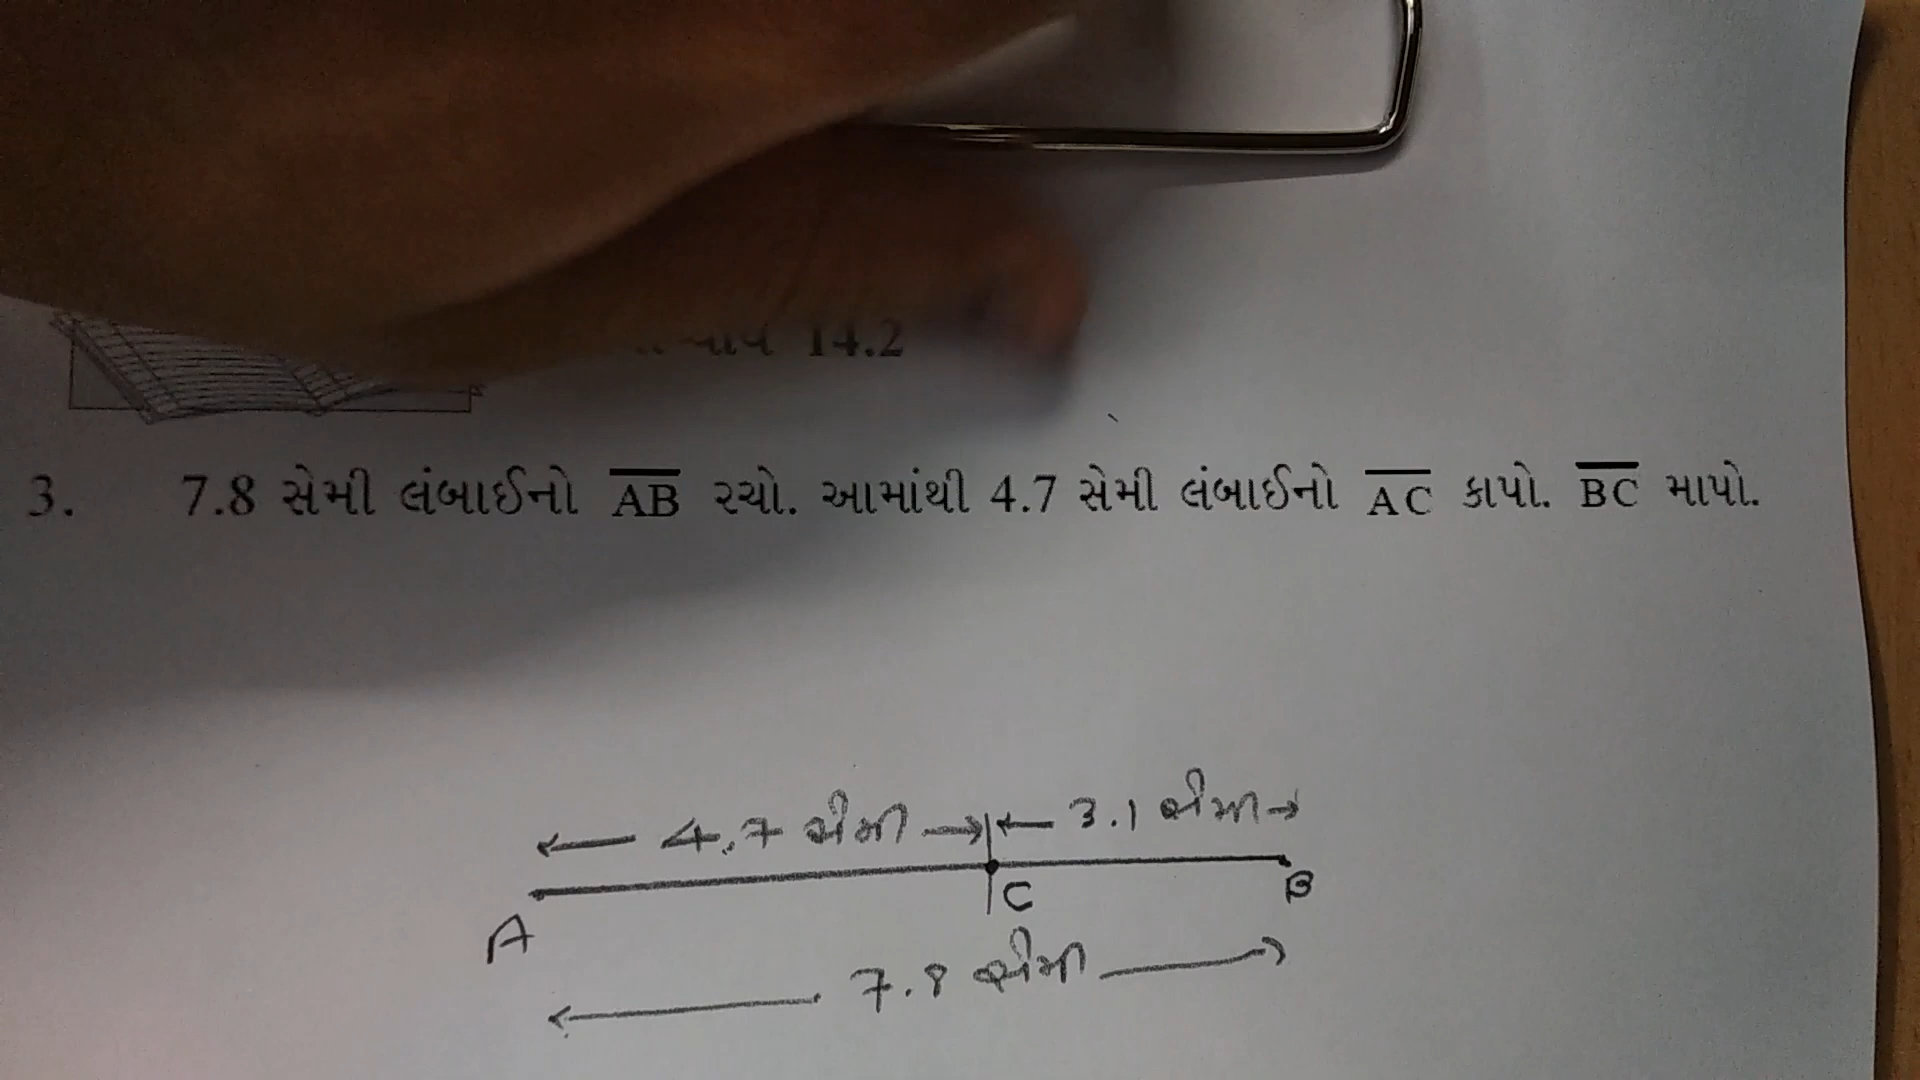 14.2
3. 7.8 સેમી લંબાઈનો AB રચો. આમાંથી 4.7 સેમી લંબાઈનો AC કાપો. BC માપો.
4.7 સેમી 3.1 સેમી
A C B
7.8 સેમી